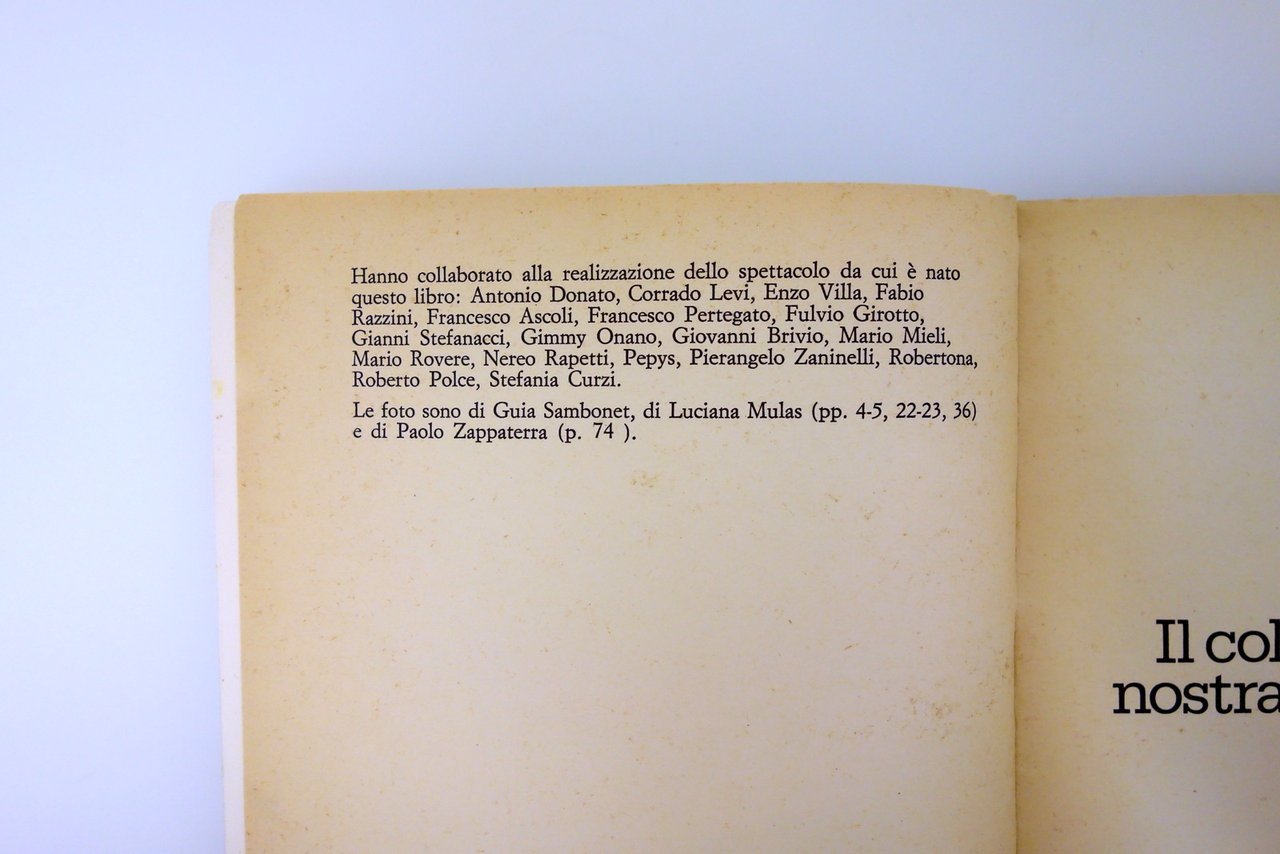 Hanno collaborato alla realizzazione dello spettacolo da cui è nato
questo libro: Antonio Donato, Corrado Levi, Enzo Villa, Fabio
Razzini, Francesco Ascoli, Francesco Pertegato, Fulvio Girotto,
Gianni Stefanacci, Gimmy Onano, Giovanni Brivio, Mario Mieli,
Mario Rovere, Nereo Rapetti, Pepys, Pierangelo Zaninelli, Robertona,
Roberto Polce, Stefania Curzi.
Le foto sono di Guia Sambonet, di Luciana Mulas (pp. 4-5, 22-23, 36)
e di Paolo Zappaterra (p. 74 ).
Il
nostra